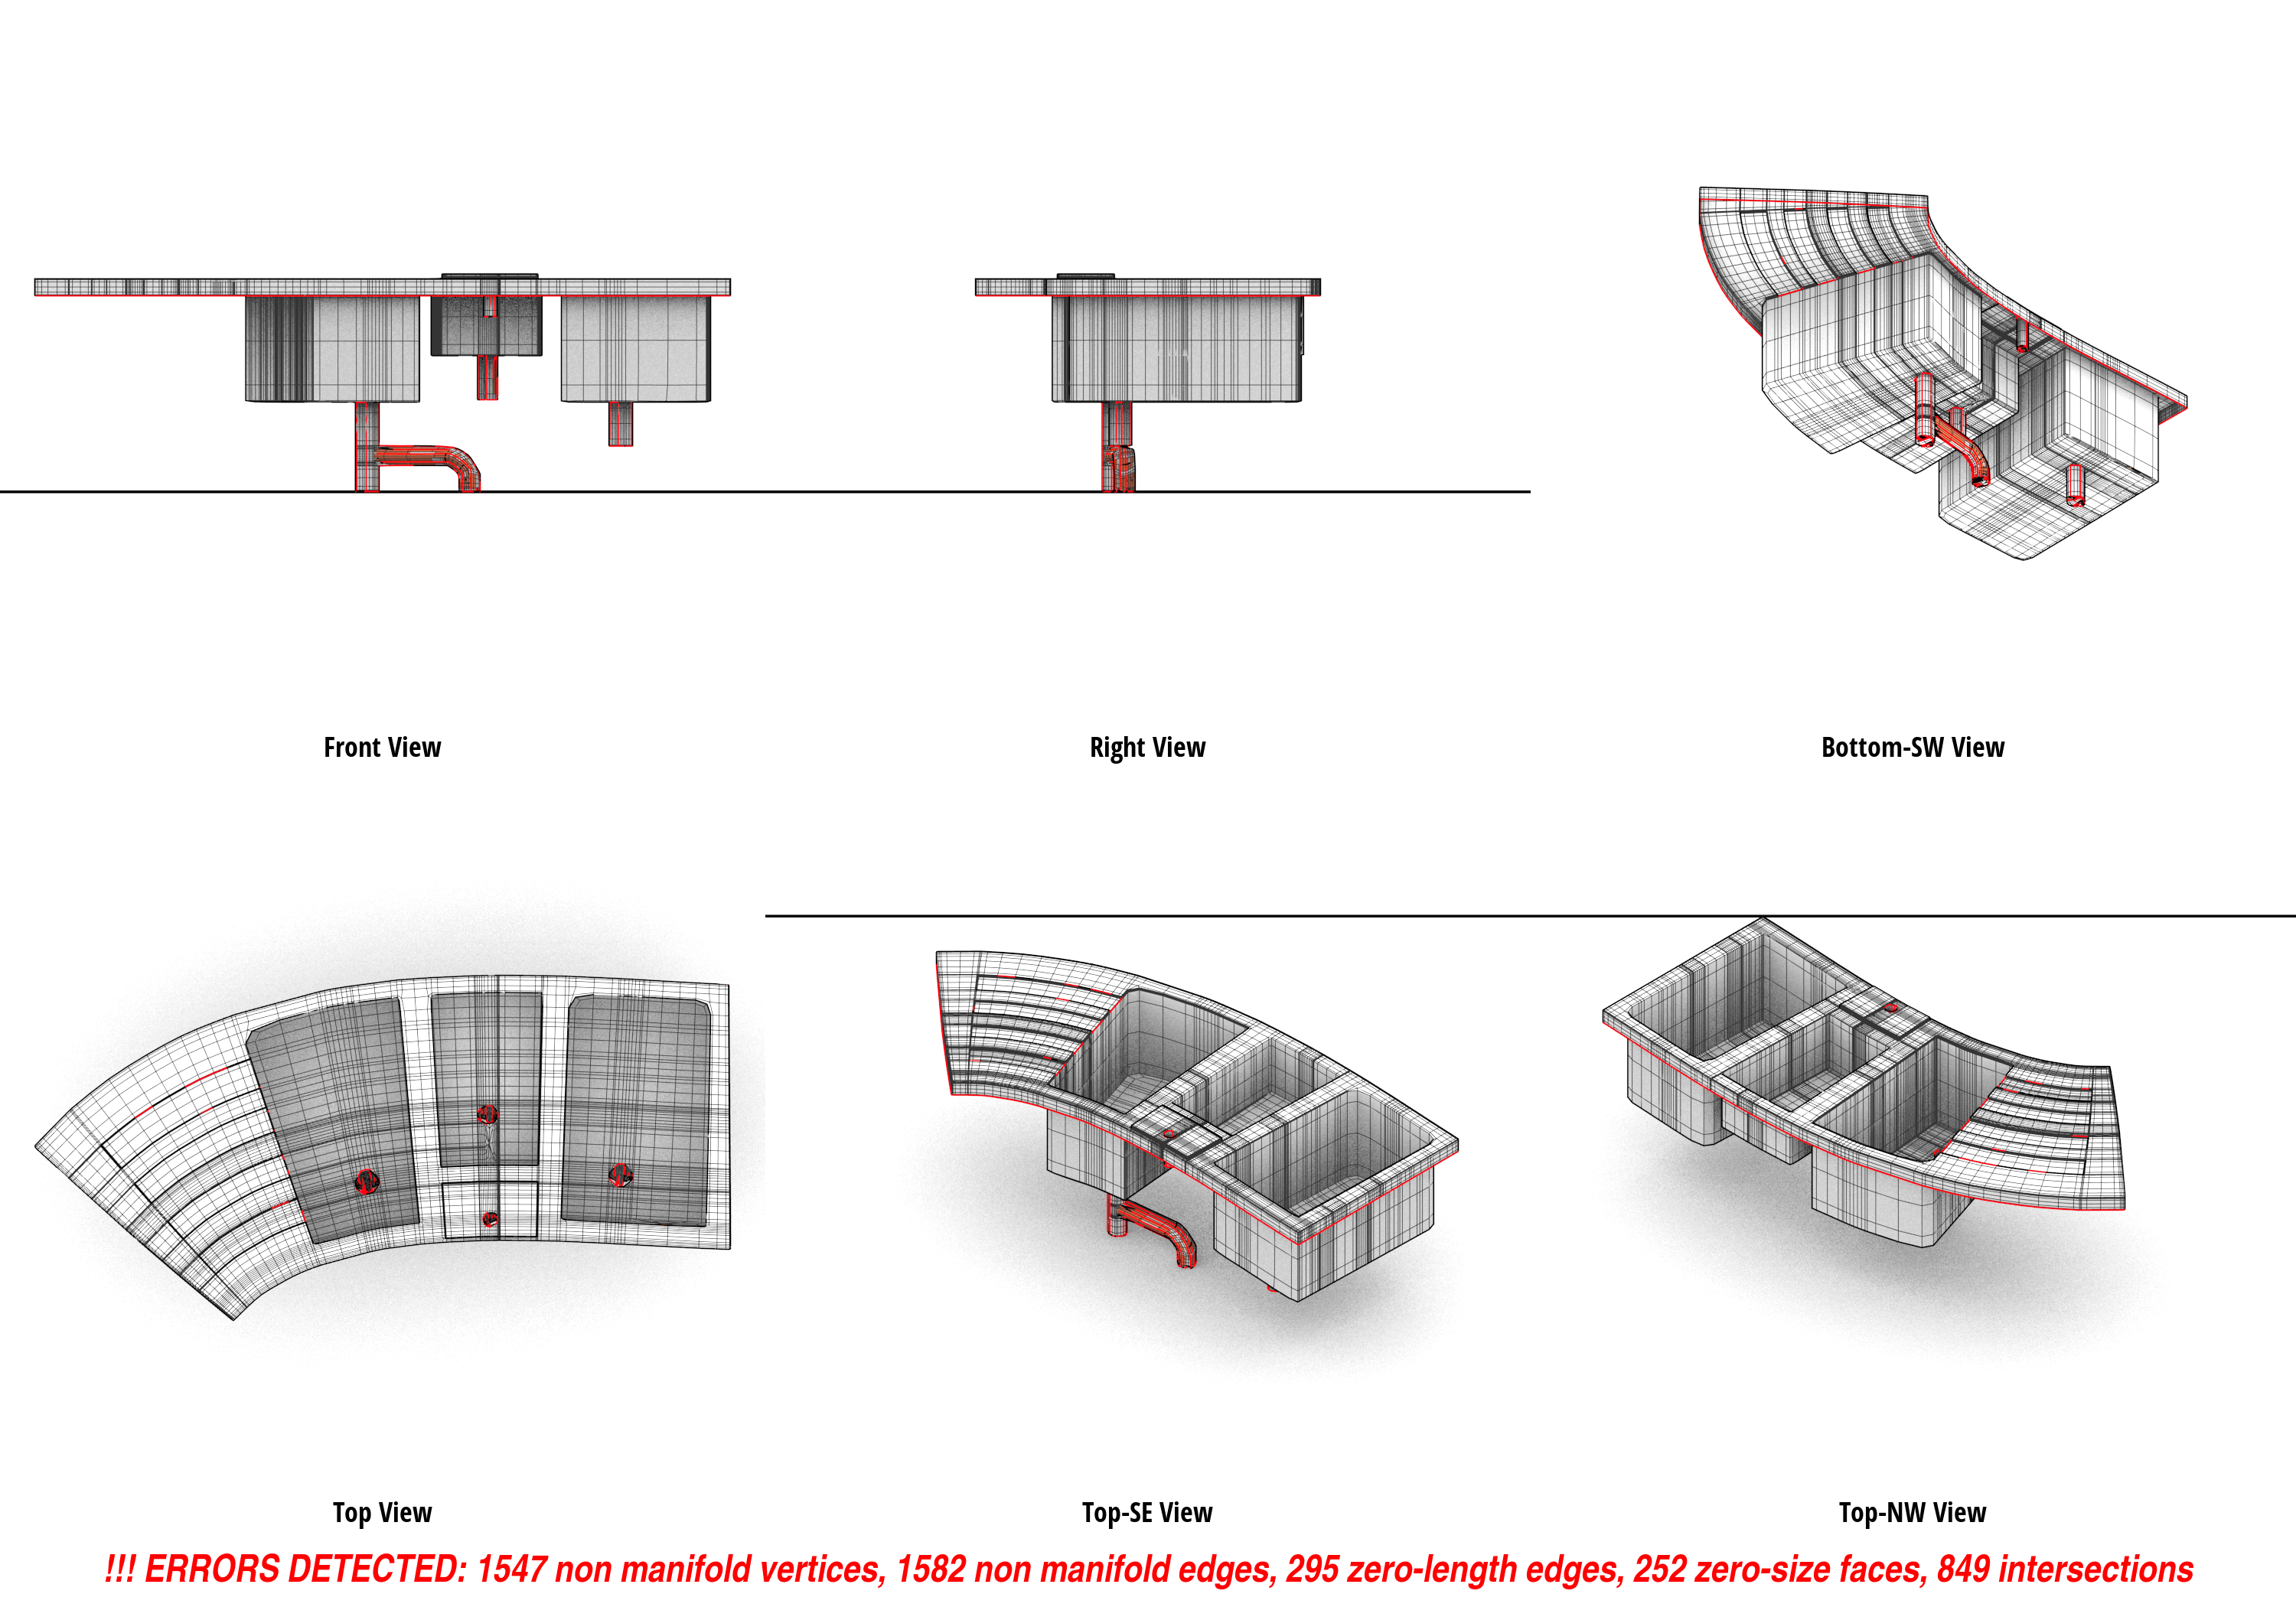 Front View
Right View
Bottom-SW View
Top View
Top-SE View
Top-NW View
!!! ERRORS DETECTED: 1547 non manifold vertices, 1582 non manifold edges, 295 zero-length edges, 252 zero-size faces, 849 intersections